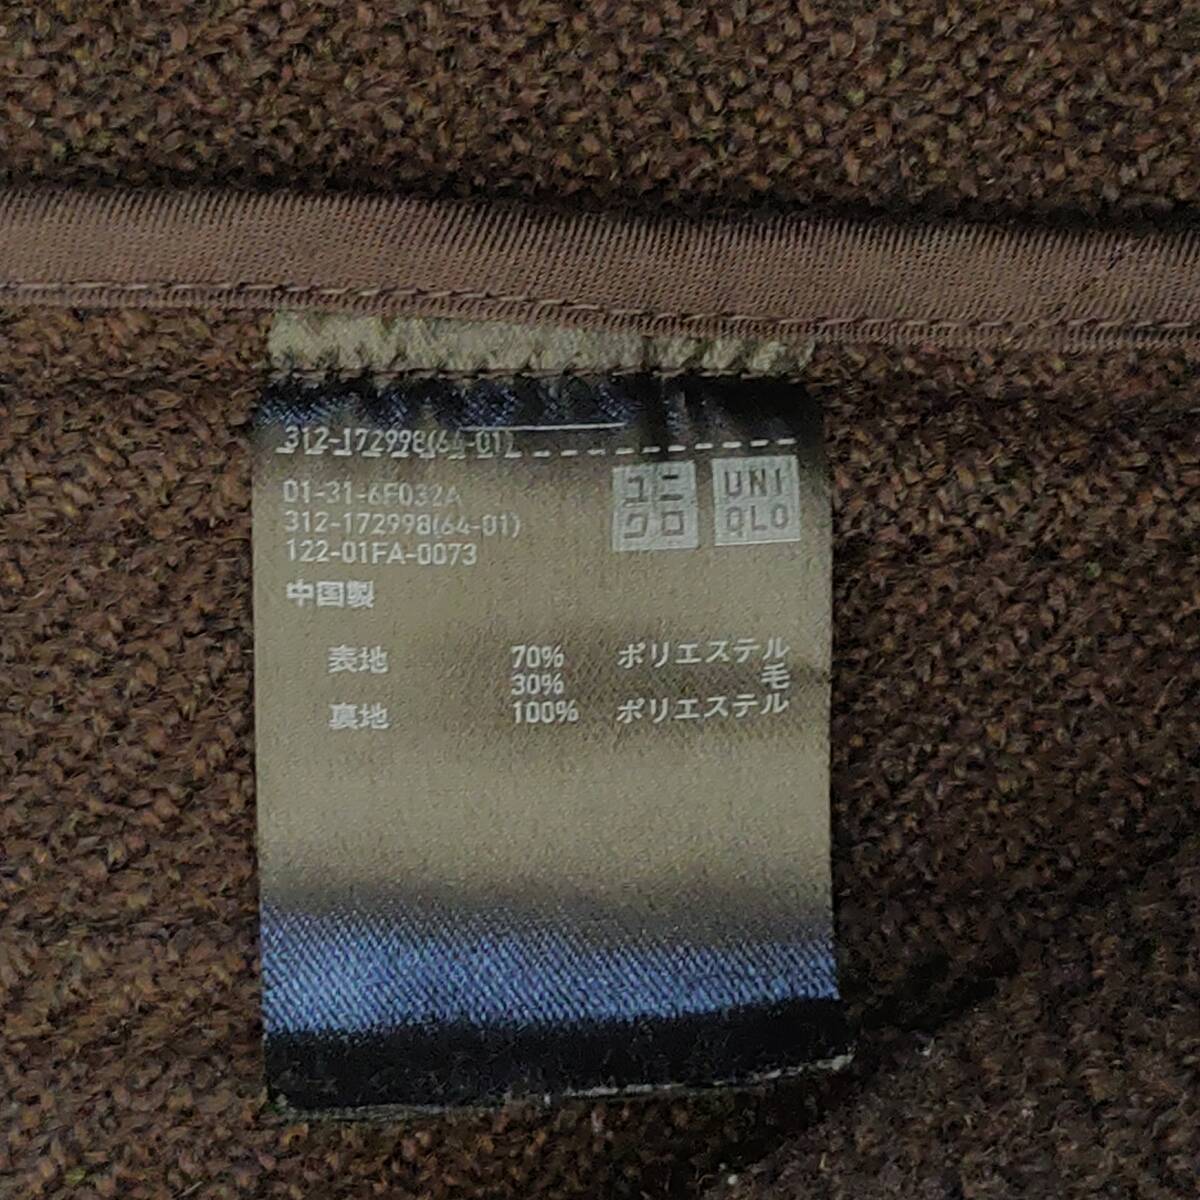 312-172998(64-01)
01-31-6F032A
312-172998(64-01)
122-01FA-0073
ユニ
クロ
UNI
QLO
中国製
表地 70% ポリエステル
30% 毛
裏地 100% ポリエステル